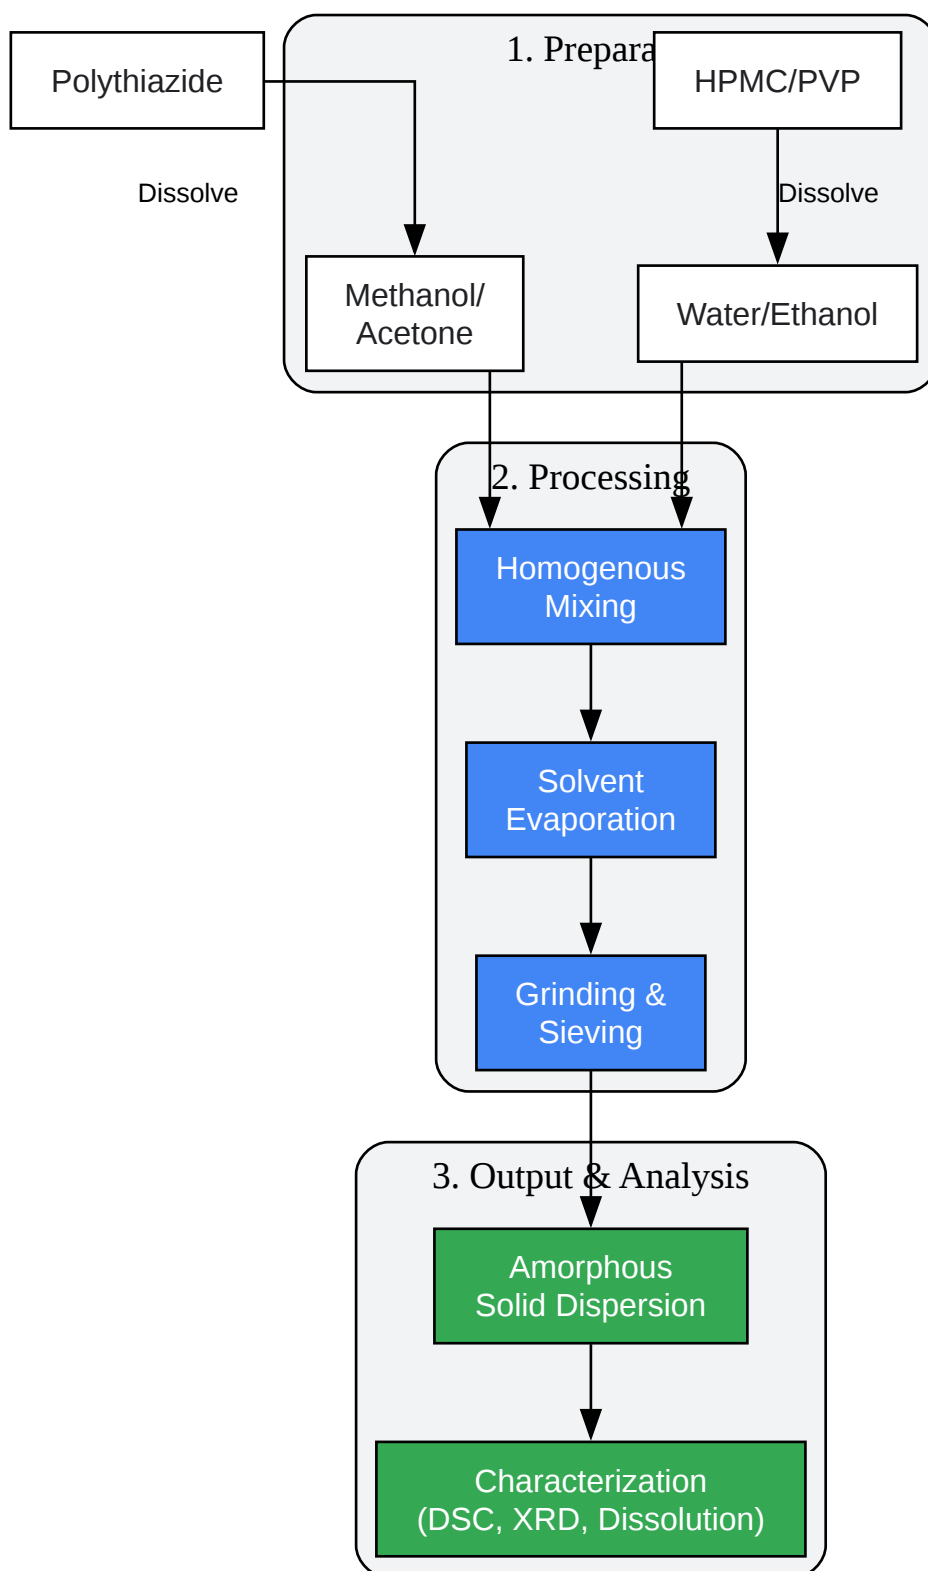 Polythiazide
1. Prepara
HPMC/PVP
Dissolve
Dissolve
Methanol/
Acetone
Water/Ethanol
2. Processing
Homogenous
Mixing
Solvent
Evaporation
Grinding &
Sieving
3. Output & Analysis
Amorphous
Solid Dispersion
Characterization
(DSC, XRD, Dissolution)